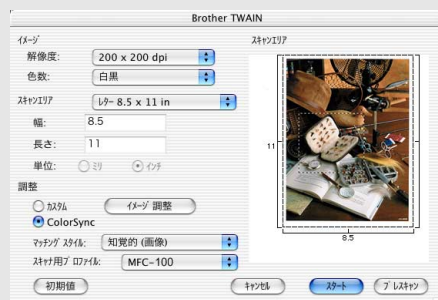 Brother TWAIN
イメージ
解像度: 200 x 200 dpi
色数: 白黒
スキャンエリア レター 8.5 x 11 in
幅: 8.5
長さ: 11
単位: ミリ インチ
調整
カスタム イメージ 調整
ColorSync
マッチング スタイル: 知覚的 (画像)
スキャナ用プロファイル: MFC-100
初期値
スキャンエリア
11
8.5
キャンセル スタート プレスキャン